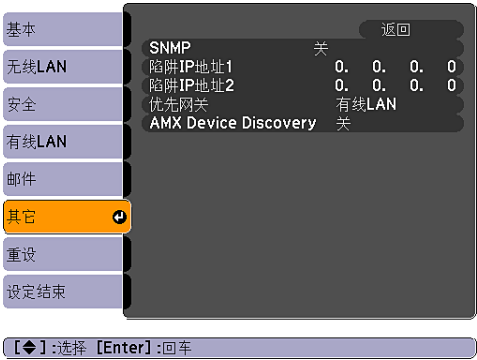 基本
无线LAN
安全
有线LAN
邮件
其它
重设
设定结束
返回
SNMP 关
陷阱IP地址1 0. 0. 0. 0
陷阱IP地址2 0. 0. 0. 0
优先网关 有线LAN
AMX Device Discovery 关
[◆] :选择 [Enter] :回车